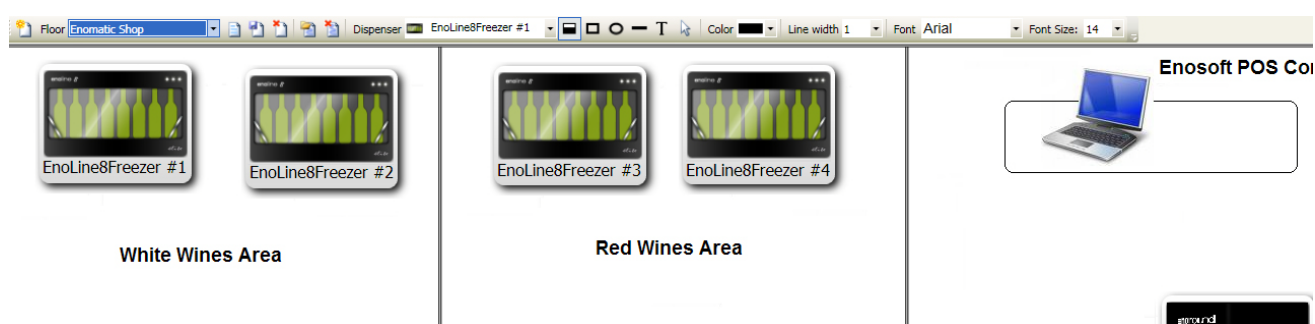 Floor Enomatic Shop Dispenser EnoLine8Freezer #1 T Color Line width 1 Font Arial Font Size: 14
Enosoft POS Co
EnoLine8Freezer #1
EnoLine8Freezer #2
EnoLine8Freezer #3
EnoLine8Freezer #4
White Wines Area
Red Wines Area